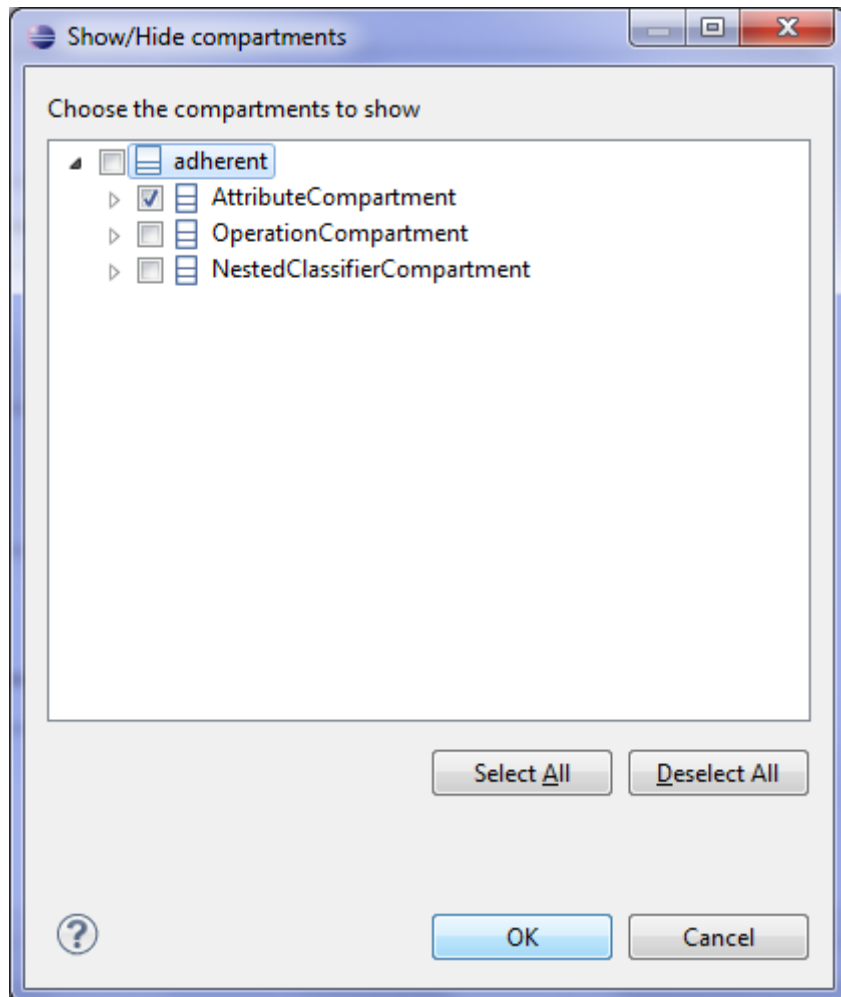 Show/Hide compartments
Choose the compartments to show
adherent
AttributeCompartment
OperationCompartment
NestedClassifierCompartment
Select All Deselect All
? OK Cancel